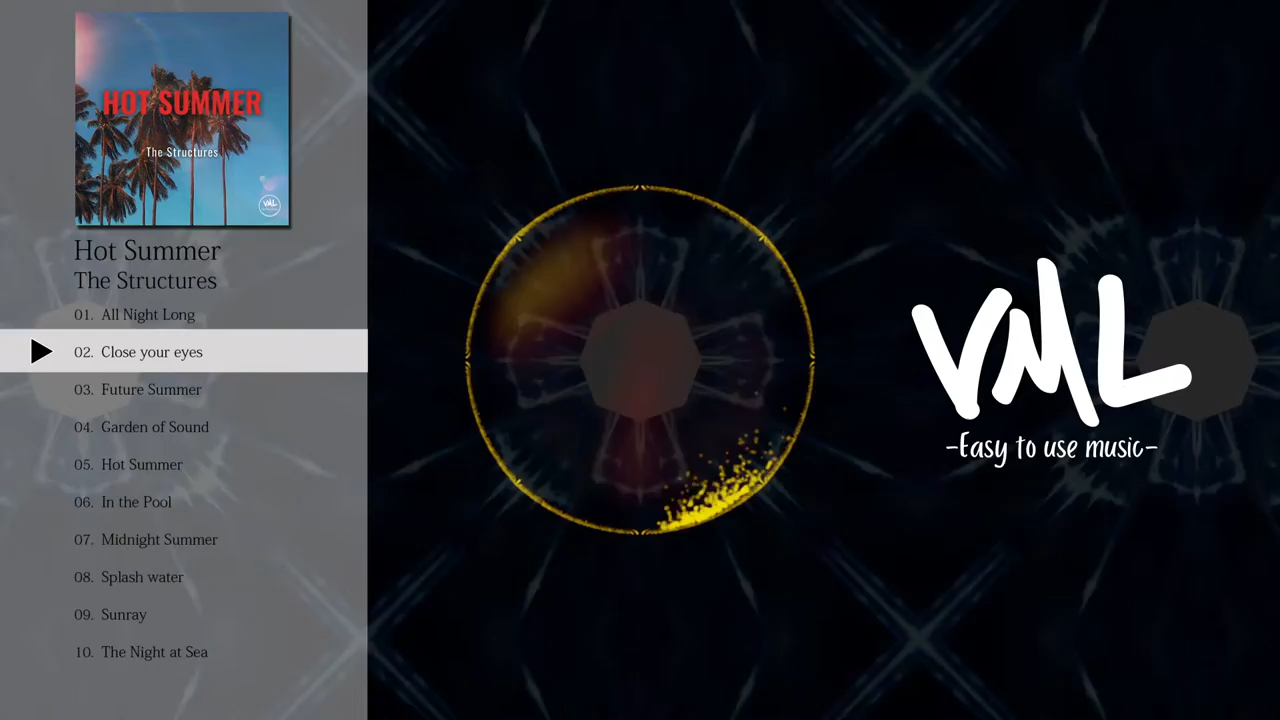 HOT SUMMER
The Structures
VML
Hot Summer
The Structures
01. All Night Long
02. Close your eyes
03. Future Summer
04. Garden of Sound
05. Hot Summer
06. In the Pool
07. Midnight Summer
08. Splash water
09. Sunray
10. The Night at Sea
VML
-Easy to use music-